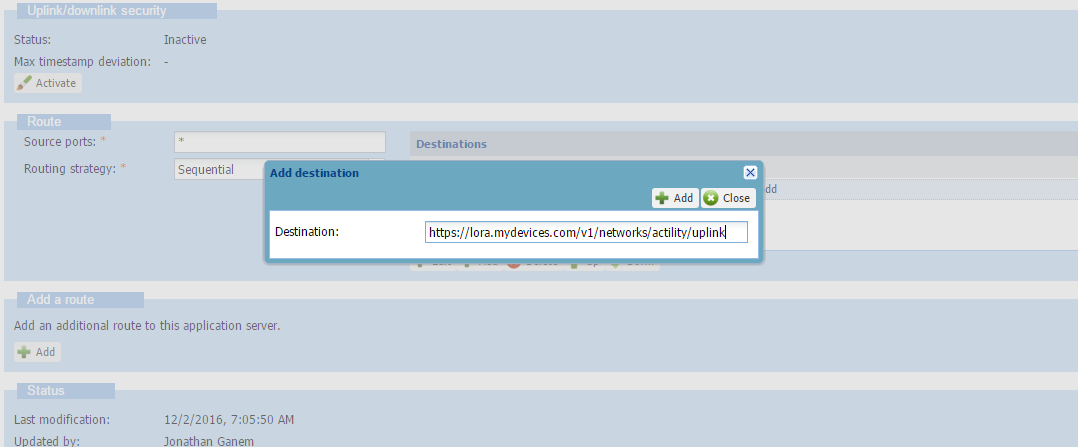 Uplink/downlink security
Status: Inactive
Max timestamp deviation: -
Activate
Route
Source ports: * *
Destinations
Routing strategy: * Sequential
Add destination
Add Close
Destination: https://lora.mydevices.com/v1/networks/actility/uplink
Add a route
Add an additional route to this application server.
Add
Status
Last modification: 12/2/2016, 7:05:50 AM
Updated by: Jonathan Ganem